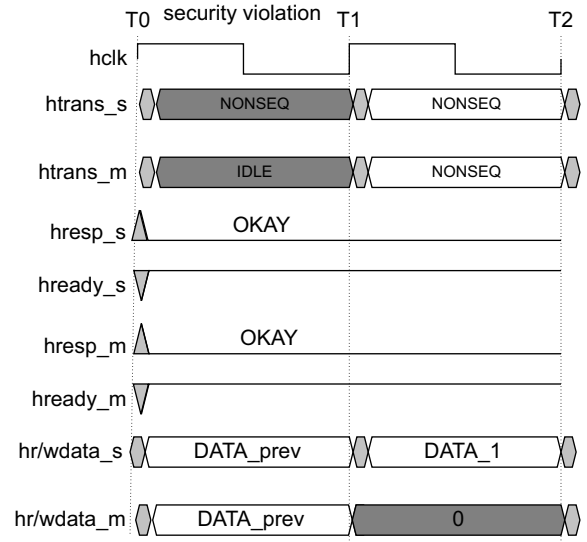 security violation
T0 T1 T2
hclk
htrans_s NONSEQ NONSEQ
htrans_m IDLE NONSEQ
hresp_s OKAY
hready_s
hresp_m OKAY
hready_m
hr/wdata_s DATA_prev DATA_1
hr/wdata_m DATA_prev 0